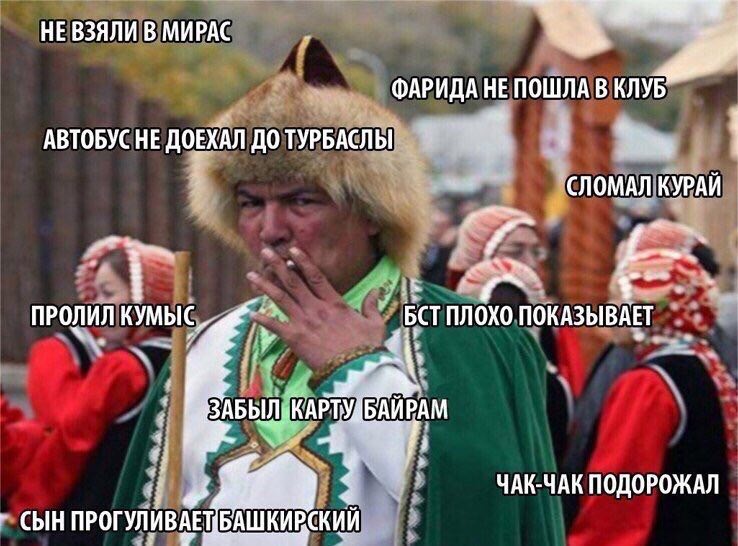 НЕ ВЗЯЛИ В МИРАС
ФАРИДА НЕ ПОШЛА В КЛУБ
АВТОБУС НЕ ДОЕХАЛ ДО ТУРБАСЛЫ
СЛОМАЛ КУРАЙ
ПРОЛИЛ КУМЫС
БСТ ПЛОХО ПОКАЗЫВАЕТ
ЗАБЫЛ КАРТУ БАЙРАМ
ЧАК-ЧАК ПОДОРОЖАЛ
СЫН ПРОГУЛИВАЕТ БАШКИРСКИЙ